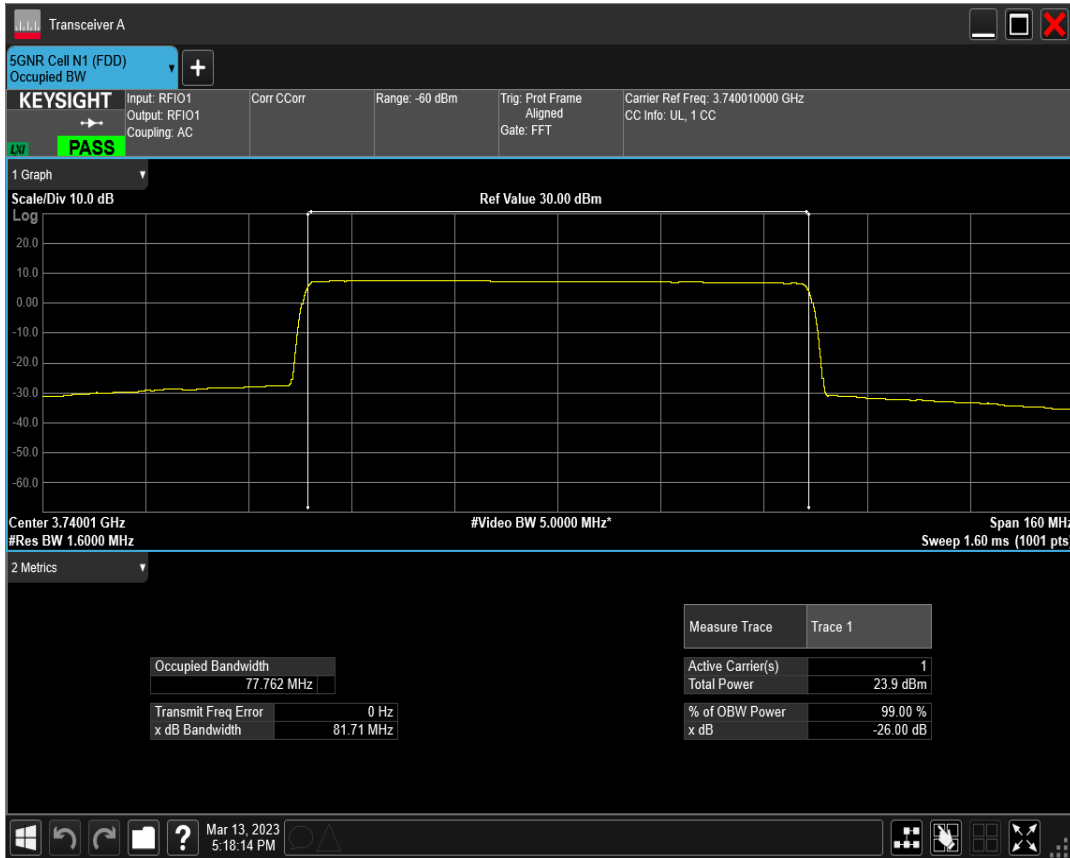 Transceiver A
5GNR Cell N1 (FDD)
Occupied BW
+
KEYSIGHT
LXI
PASS
Input: RFIO1
Output: RFIO1
Coupling: AC
Corr CCorr
Range: -60 dBm
Trig: Prot Frame
Aligned
Gate: FFT
Carrier Ref Freq: 3.740010000 GHz
CC Info: UL, 1 CC
1 Graph
Scale/Div 10.0 dB
Ref Value 30.00 dBm
Log
20.0
10.0
0.00
-10.0
-20.0
-30.0
-40.0
-50.0
-60.0
Center 3.74001 GHz
#Video BW 5.0000 MHz*
Span 160 MHz
#Res BW 1.6000 MHz
Sweep 1.60 ms (1001 pts)
2 Metrics
Measure Trace Trace 1
Occupied Bandwidth
77.762 MHz
Active Carrier(s) 1
Total Power 23.9 dBm
Transmit Freq Error 0 Hz
x dB Bandwidth 81.71 MHz
% of OBW Power 99.00 %
x dB -26.00 dB
?
Mar 13, 2023
5:18:14 PM